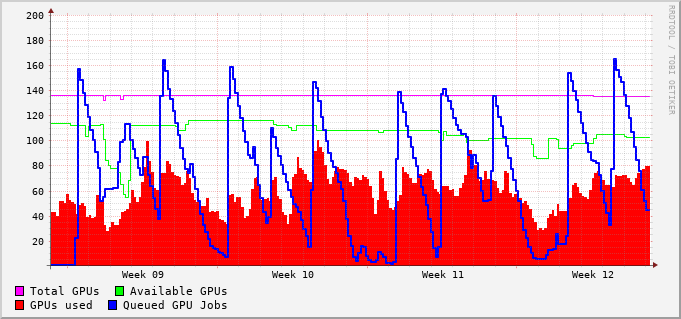 200
180
160
140
120
100
80
60
40
20
Week 09 Week 10 Week 11 Week 12
Total GPUs Available GPUs
GPUs used Queued GPU Jobs
RRDTOOL / TOBI OETIKER